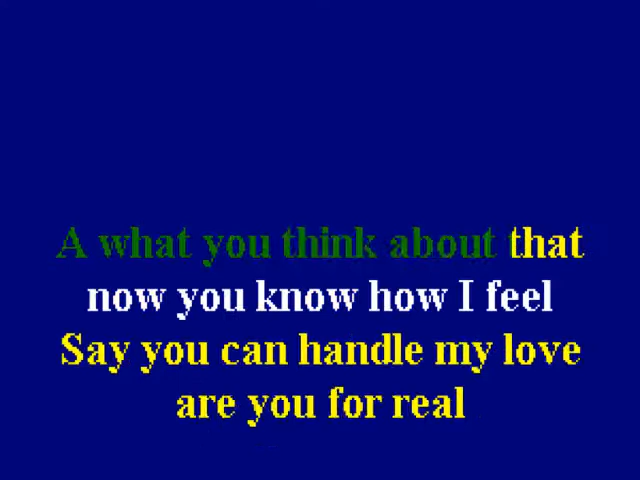 A what you think about that
now you know how I feel
Say you can handle my love
are you for real